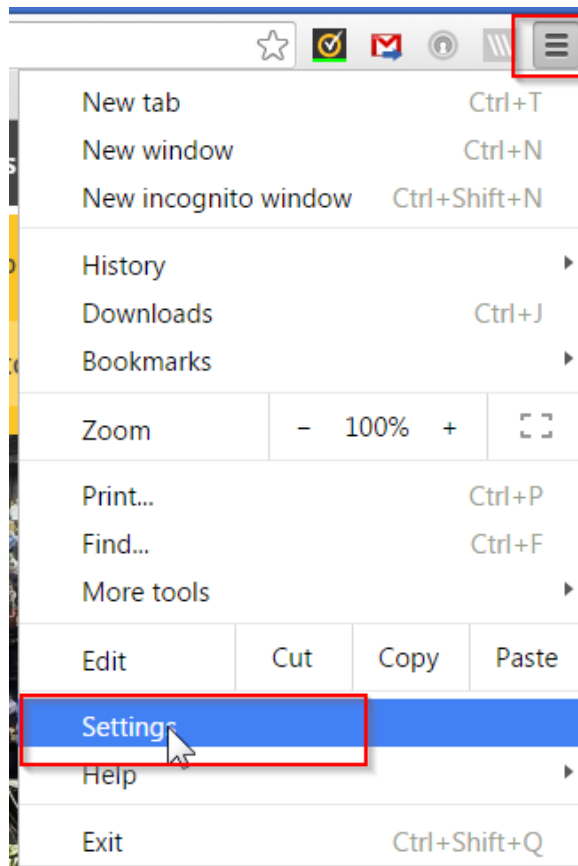 New tab Ctrl+T
New window Ctrl+N
New incognito window Ctrl+Shift+N
History
Downloads Ctrl+J
Bookmarks
Zoom - 100% +
Print... Ctrl+P
Find... Ctrl+F
More tools
Edit Cut Copy Paste
Settings
Help
Exit Ctrl+Shift+Q